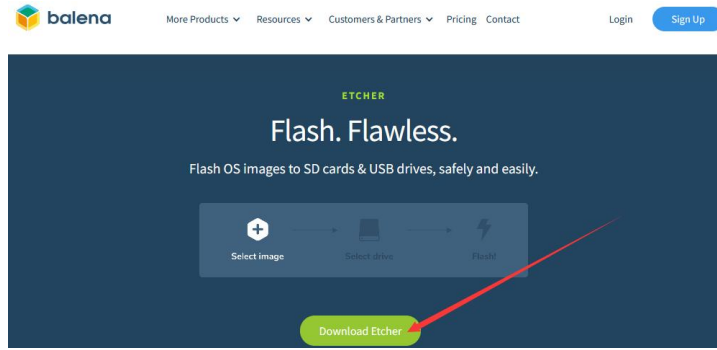 balena More Products Resources Customers & Partners Pricing Contact Login Sign Up
ETCHER
Flash. Flawless.
Flash OS images to SD cards & USB drives, safely and easily.
Select image Select drive Flash!
Download Etcher